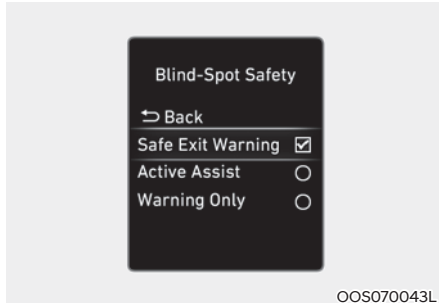 Blind-Spot Safety
Back
Safe Exit Warning
Active Assist
Warning Only
OOS070043L